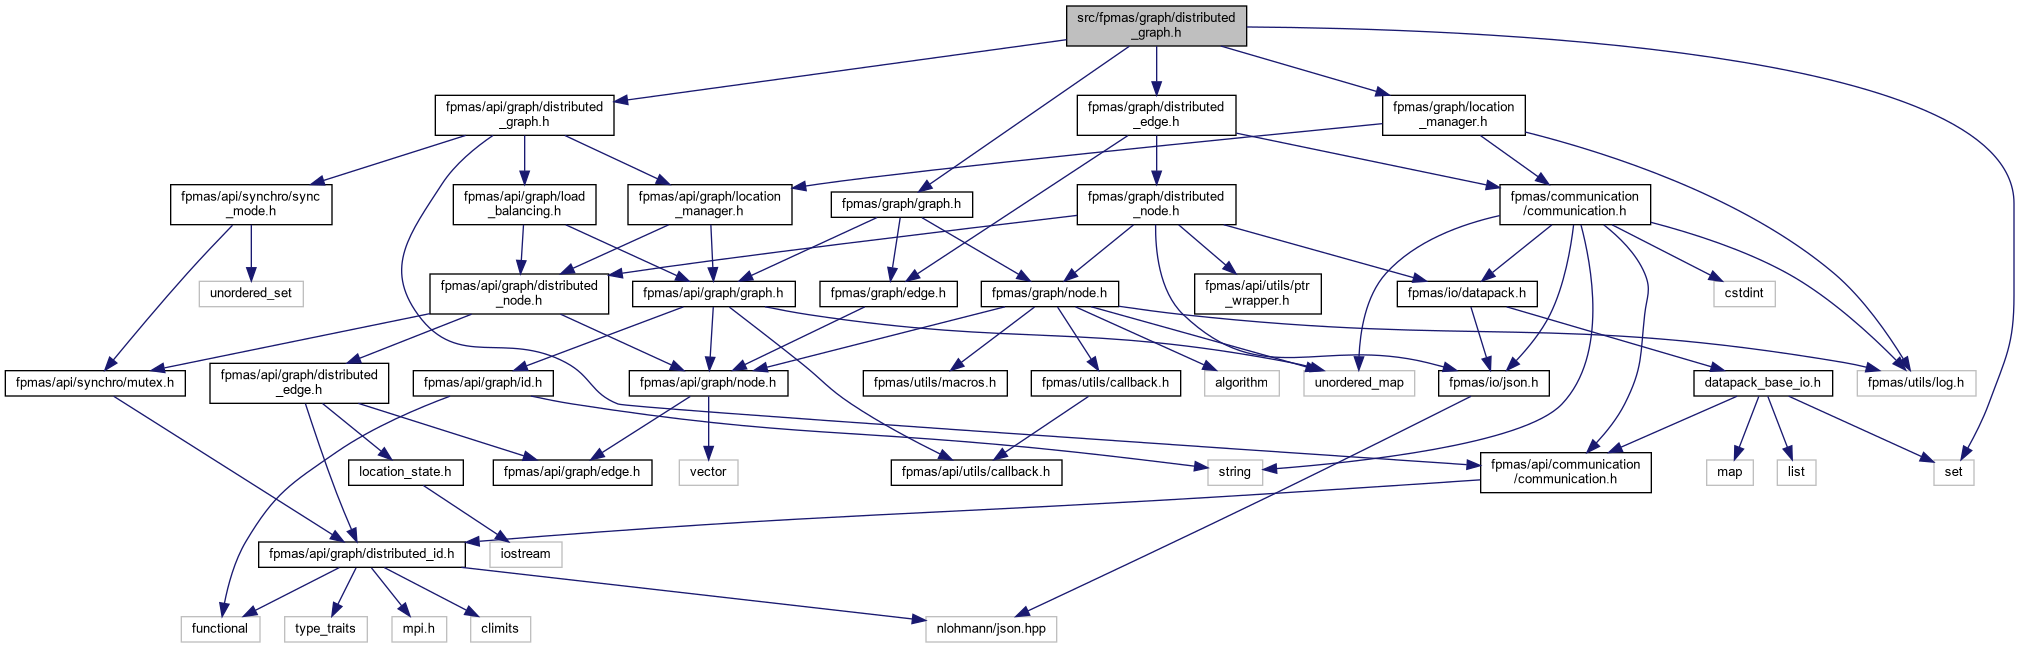 src/fpmas/graph/distributed
_graph.h
fpmas/api/graph/distributed
_graph.h
fpmas/graph/distributed
_edge.h
fpmas/graph/location
_manager.h
fpmas/api/synchro/sync
_mode.h
fpmas/api/graph/load
_balancing.h
fpmas/api/graph/location
_manager.h
fpmas/graph/graph.h
fpmas/graph/distributed
_node.h
fpmas/communication
/communication.h
unordered_set
fpmas/api/graph/distributed
_node.h
fpmas/api/graph/graph.h
fpmas/graph/edge.h
fpmas/graph/node.h
fpmas/api/utils/ptr
_wrapper.h
fpmas/io/datapack.h
cstdint
fpmas/api/synchro/mutex.h
fpmas/api/graph/distributed
_edge.h
fpmas/api/graph/id.h
fpmas/api/graph/node.h
fpmas/utils/macros.h
fpmas/utils/callback.h
algorithm
unordered_map
fpmas/io/json.h
datapack_base_io.h
fpmas/utils/log.h
location_state.h
fpmas/api/graph/edge.h
vector
fpmas/api/utils/callback.h
string
fpmas/api/communication
/communication.h
map
list
set
fpmas/api/graph/distributed_id.h
iostream
functional
type_traits
mpi.h
climits
nlohmann/json.hpp